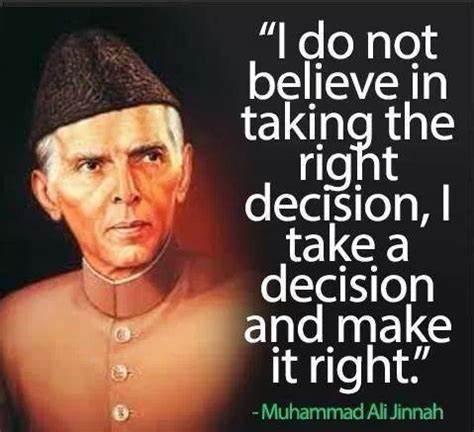 “I do not
believe in
taking the
right
decision, I
take a
decision
and make
it right.”
- Muhammad Ali Jinnah